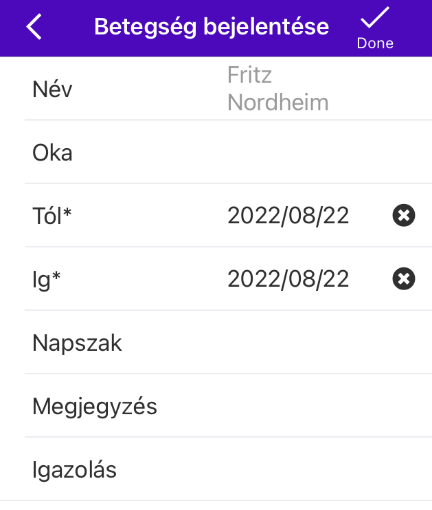 Betegség bejelentése
Done
Név
Fritz
Nordheim
Oka
Tól* 2022/08/22
Ig* 2022/08/22
Napszak
Megjegyzés
Igazolás